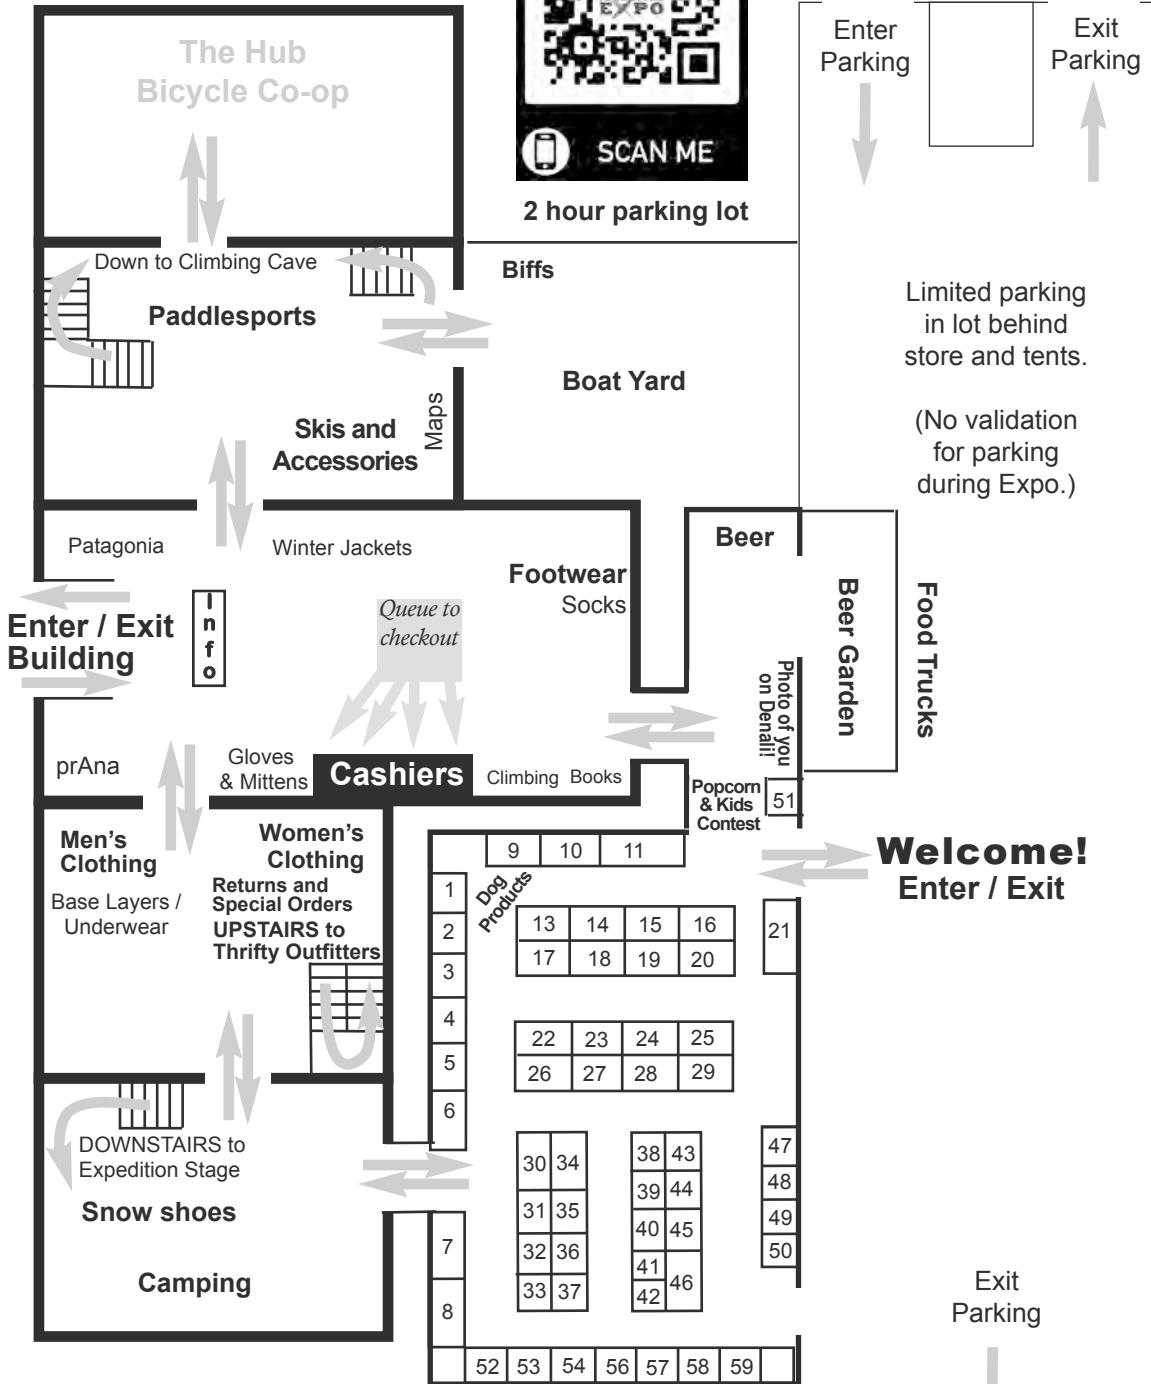 The Hub
Bicycle Co-op
EXPO
SCAN ME
2 hour parking lot
Enter
Parking
Exit
Parking
Down to Climbing Cave
Biffs
Paddlesports
Limited parking
in lot behind
store and tents.
(No validation
for parking
during Expo.)
Boat Yard
Maps
Skis and
Accessories
Patagonia
Winter Jackets
Beer
Footwear
Socks
Queue to
checkout
Info
Enter / Exit
Building
Beer Garden
Food Trucks
Photo of you
on Denali!
prAna
Gloves
& Mittens
Cashiers
Climbing
Books
Popcorn
& Kids
Contest
51
Men's
Clothing
Base Layers /
Underwear
Women's
Clothing
Returns and
Special Orders
UPSTAIRS to
Thrifty Outfitters
Welcome!
Enter / Exit
9 10 11
Dog
Products
1
2
3
4
5
6
13 14 15 16
17 18 19 20
21
22 23 24 25
26 27 28 29
DOWNSTAIRS to
Expedition Stage
Snow shoes
Camping
30 34
31 35
32 36
33 37
38 43
39 44
40 45
41
42
46
47
48
49
50
7
8
52 53 54 56 57 58 59
Exit
Parking